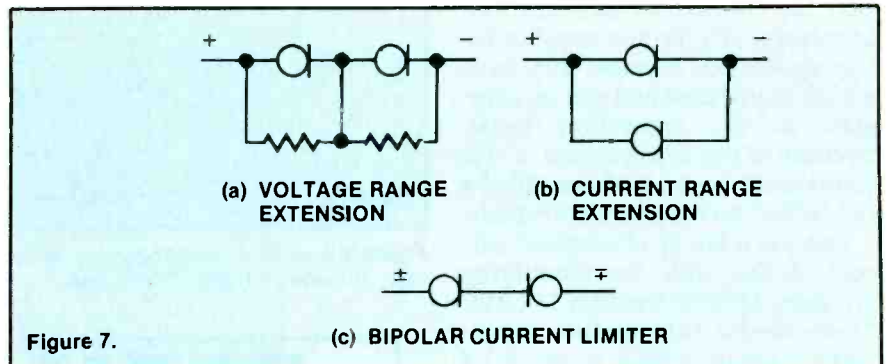 + −
(a) VOLTAGE RANGE
EXTENSION
+ −
(b) CURRENT RANGE
EXTENSION
± ∓
(c) BIPOLAR CURRENT LIMITER
Figure 7.